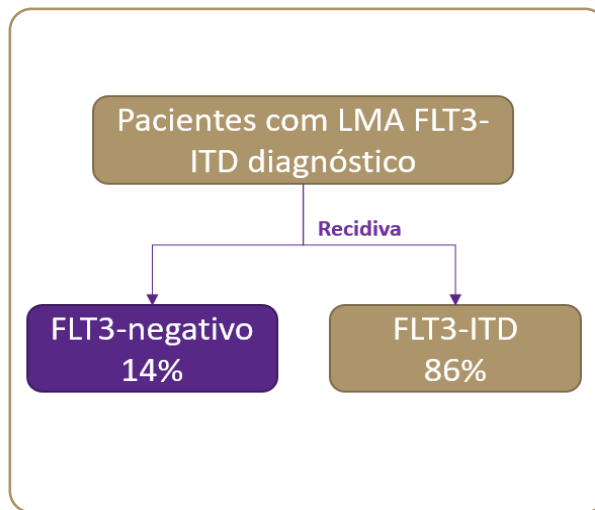 Pacientes com LMA FLT3-
ITD diagnóstico
Recidiva
FLT3-negativo
14%
FLT3-ITD
86%